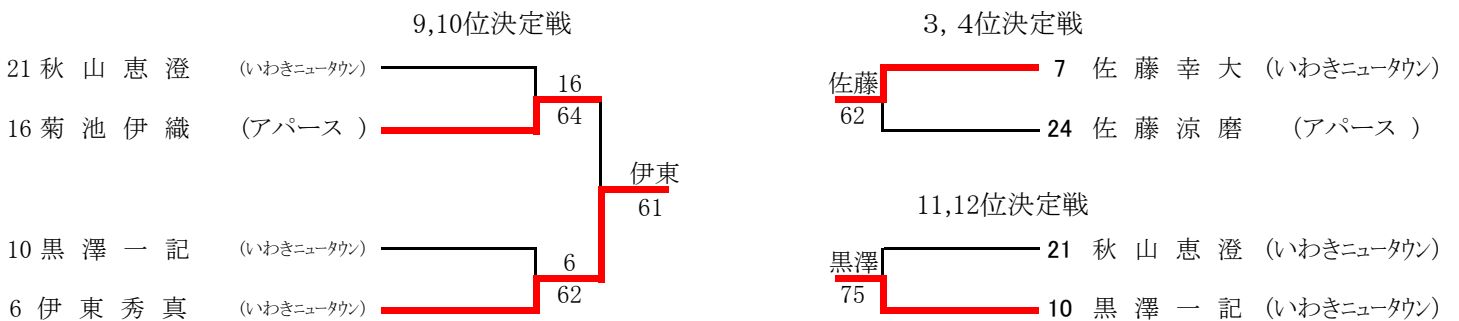 9,10位決定戦
21 秋 山 恵 澄 (いわきニュータウン)
16
64
16 菊 池 伊 織 (アパース )
伊東
61
10 黒 澤 一 記 (いわきニュータウン)
6
62
6 伊 東 秀 真 (いわきニュータウン)
3, 4位決定戦
佐藤
62
7 佐 藤 幸 大 (いわきニュータウン)
24 佐 藤 涼 磨 (アパース )
11,12位決定戦
黒澤
75
21 秋 山 恵 澄 (いわきニュータウン)
10 黒 澤 一 記 (いわきニュータウン)